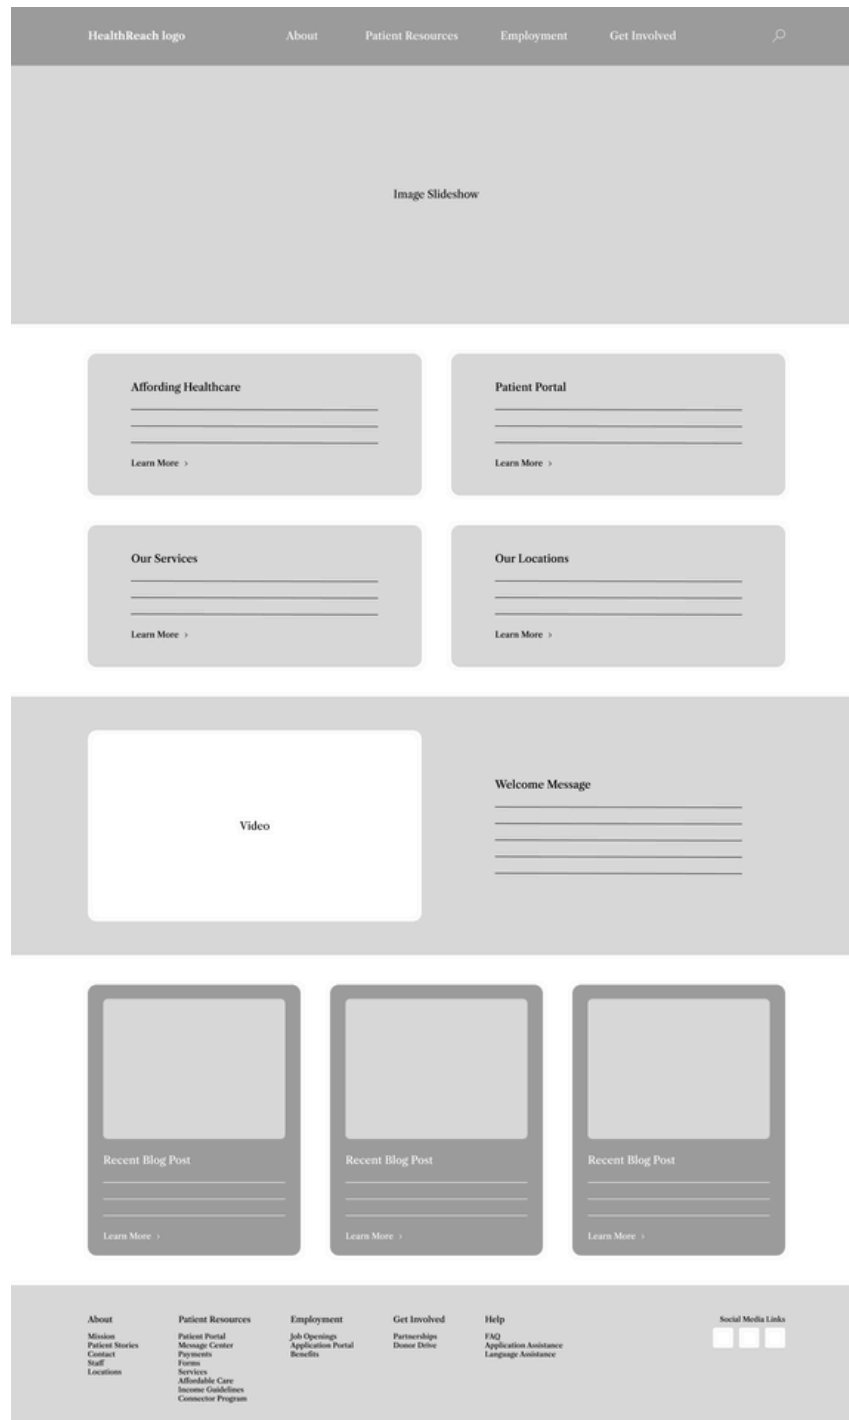 HealthReach logo About Patient Resources Employment Get Involved
Image Slideshow
Affording Healthcare
Learn More ›
Patient Portal
Learn More ›
Our Services
Learn More ›
Our Locations
Learn More ›
Video
Welcome Message
Recent Blog Post
Learn More ›
Recent Blog Post
Learn More ›
Recent Blog Post
Learn More ›
About
Mission
Patient Stories
Contact
Staff
Locations
Patient Resources
Patient Portal
Message Center
Payments
Forms
Services
Affordable Care
Income Guidelines
Connector Program
Employment
Job Openings
Application Portal
Benefits
Get Involved
Partnerships
Donor Drive
Help
FAQ
Application Assistance
Language Assistance
Social Media Links